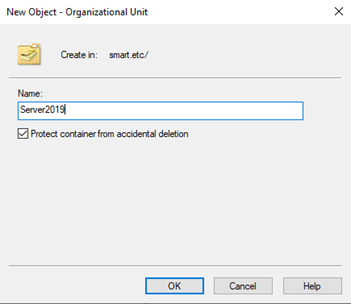 New Object - Organizational Unit
Create in: smart.etc/
Name:
Server2019
Protect container from accidental deletion
OK Cancel Help